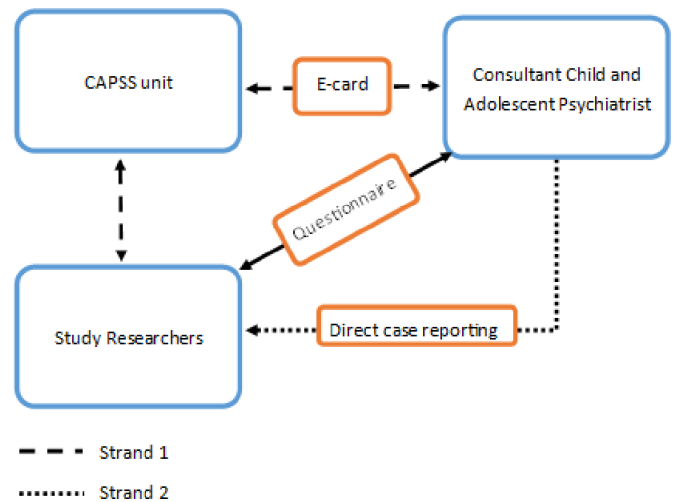 CAPSS unit
E-card
Consultant Child and
Adolescent Psychiatrist
Questionnaire
Study Researchers
Direct case reporting
Strand 1
Strand 2